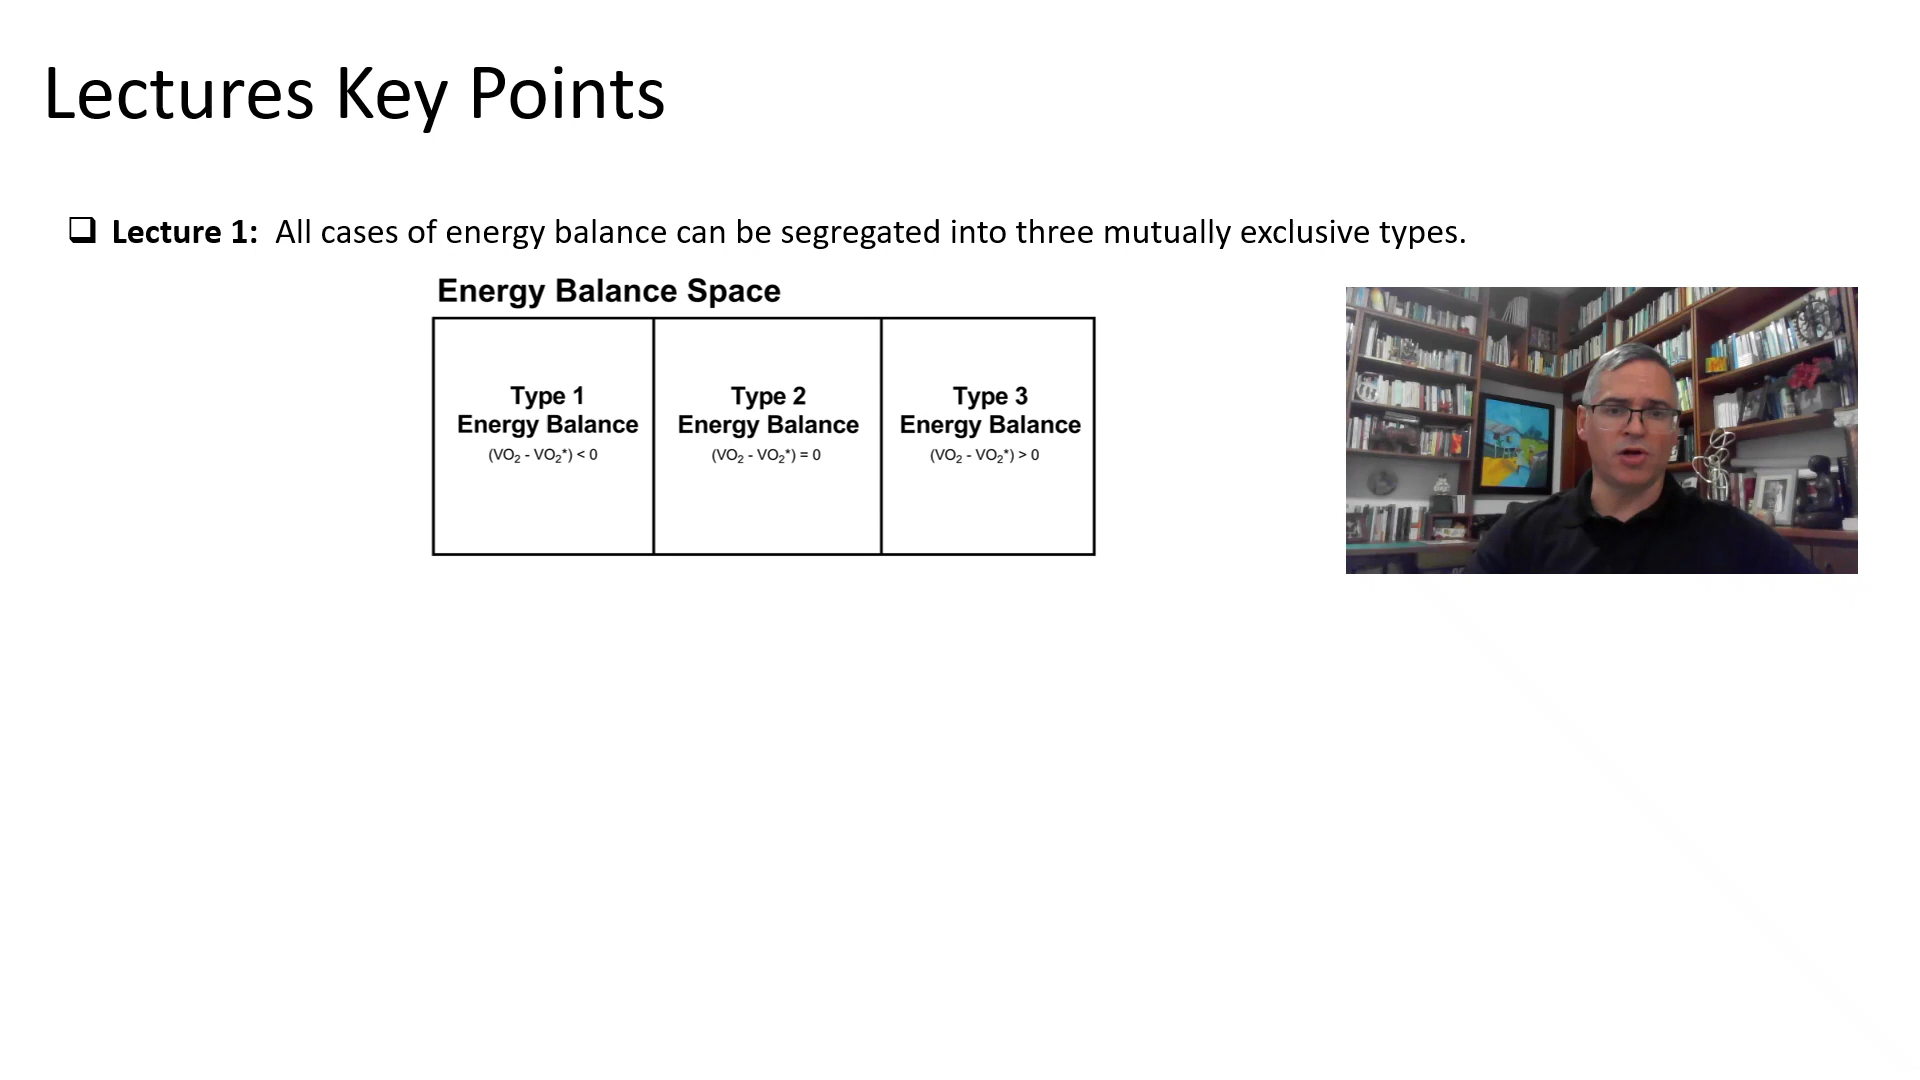 Lectures Key Points
❑ Lecture 1: All cases of energy balance can be segregated into three mutually exclusive types.
Energy Balance Space
Type 1
Energy Balance
(VO₂ - VO₂*) < 0
Type 2
Energy Balance
(VO₂ - VO₂*) = 0
Type 3
Energy Balance
(VO₂ - VO₂*) > 0